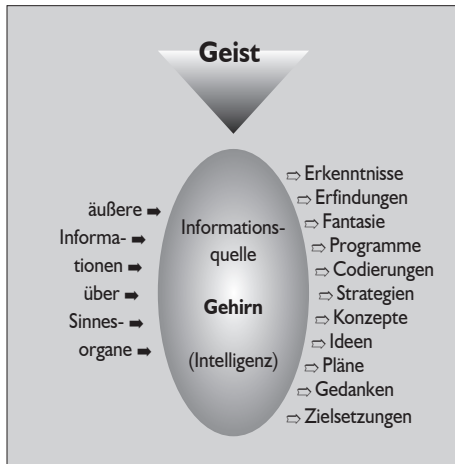 Geist
äußere ➡
Informa- ➡
tionen ➡
über ➡
Sinnes- ➡
organe ➡
Informations-
quelle
Gehirn
(Intelligenz)
⇨ Erkenntnisse
⇨ Erfindungen
⇨ Fantasie
⇨ Programme
⇨ Codierungen
⇨ Strategien
⇨ Konzepte
⇨ Ideen
⇨ Pläne
⇨ Gedanken
⇨ Zielsetzungen